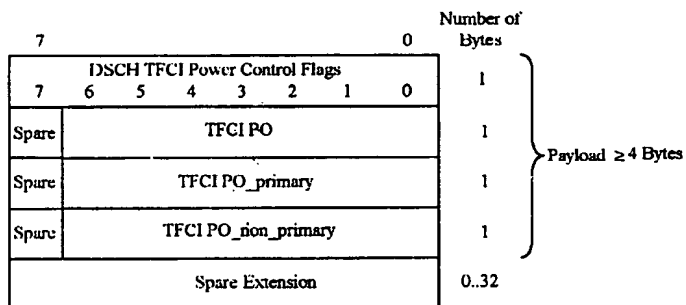 Number of
7 0 Bytes
DSCH TFCI Power Control Flags 1
7 6 5 4 3 2 1 0
Spare TFCI PO 1
Payload ≥ 4 Bytes
Spare TFCI PO_primary 1
Spare TFCI PO_non_primary 1
Spare Extension 0..32